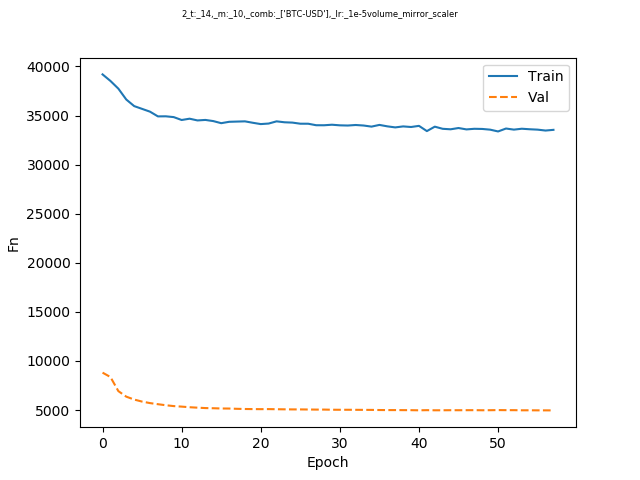 2_t:_14,_m:_10,_comb:_['BTC-USD'],_lr:_1e-5volume_mirror_scaler
40000
35000
30000
25000
20000
15000
10000
5000
Fn
Train
Val
0 10 20 30 40 50
Epoch